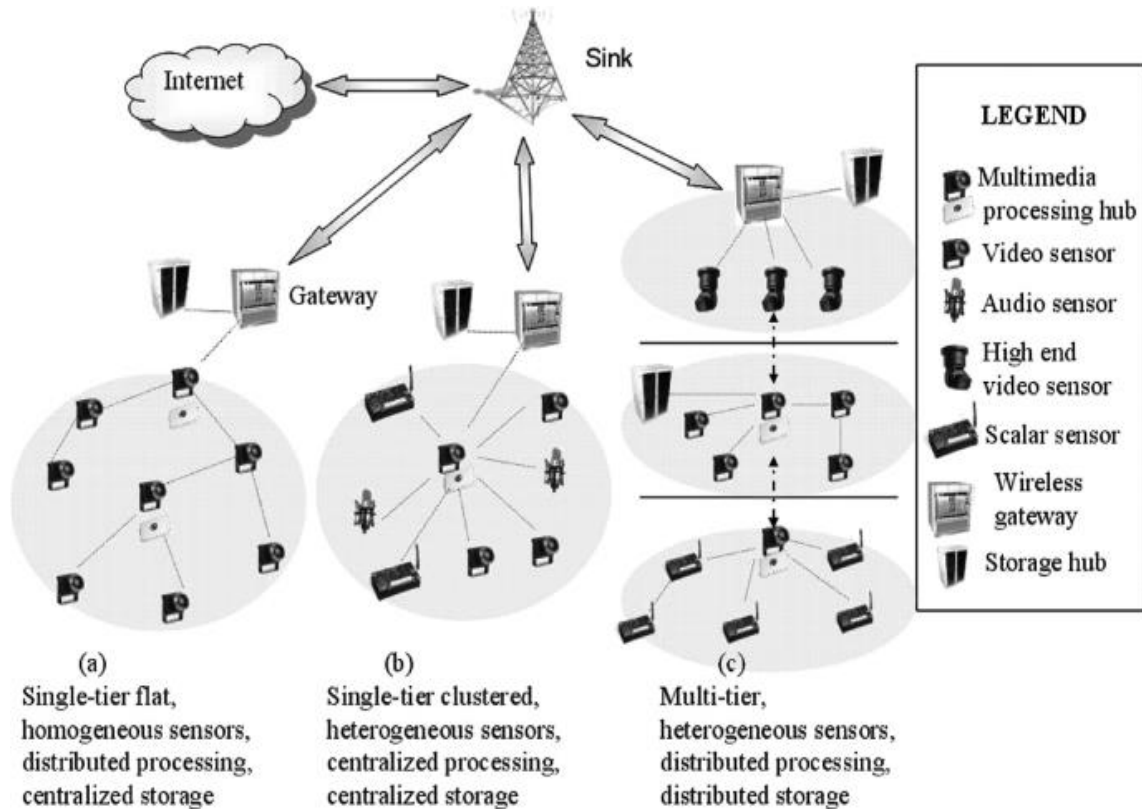 Internet
Sink
Gateway
LEGEND
Multimedia
processing hub
Video sensor
Audio sensor
High end
video sensor
Scalar sensor
Wireless
gateway
Storage hub
(a)
Single-tier flat,
homogeneous sensors,
distributed processing,
centralized storage
(b)
Single-tier clustered,
heterogeneous sensors,
centralized processing,
centralized storage
(c)
Multi-tier,
heterogeneous sensors,
distributed processing,
distributed storage